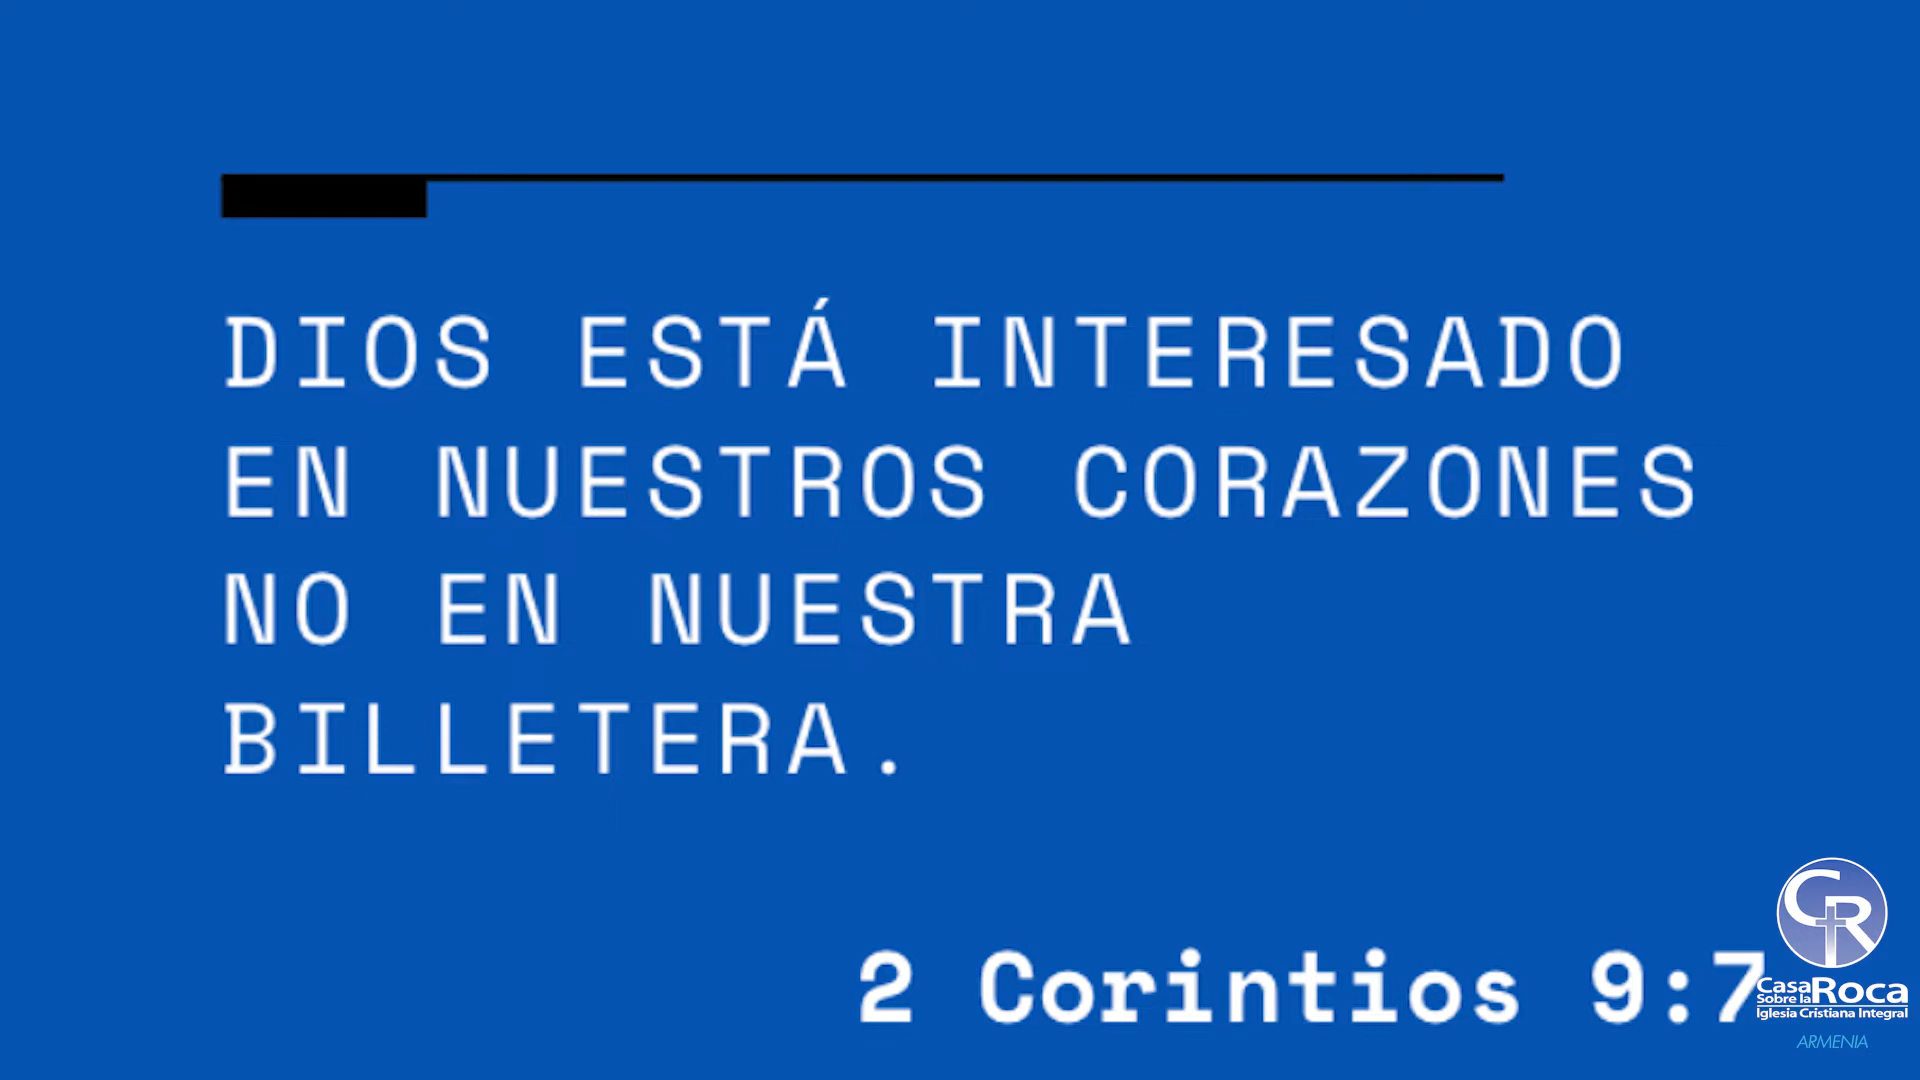 DIOS ESTÁ INTERESADO
EN NUESTROS CORAZONES
NO EN NUESTRA
BILLETERA.
2 Corintios 9:7
CR
Casa
Sobre la Roca
Iglesia Cristiana Integral
ARMENIA